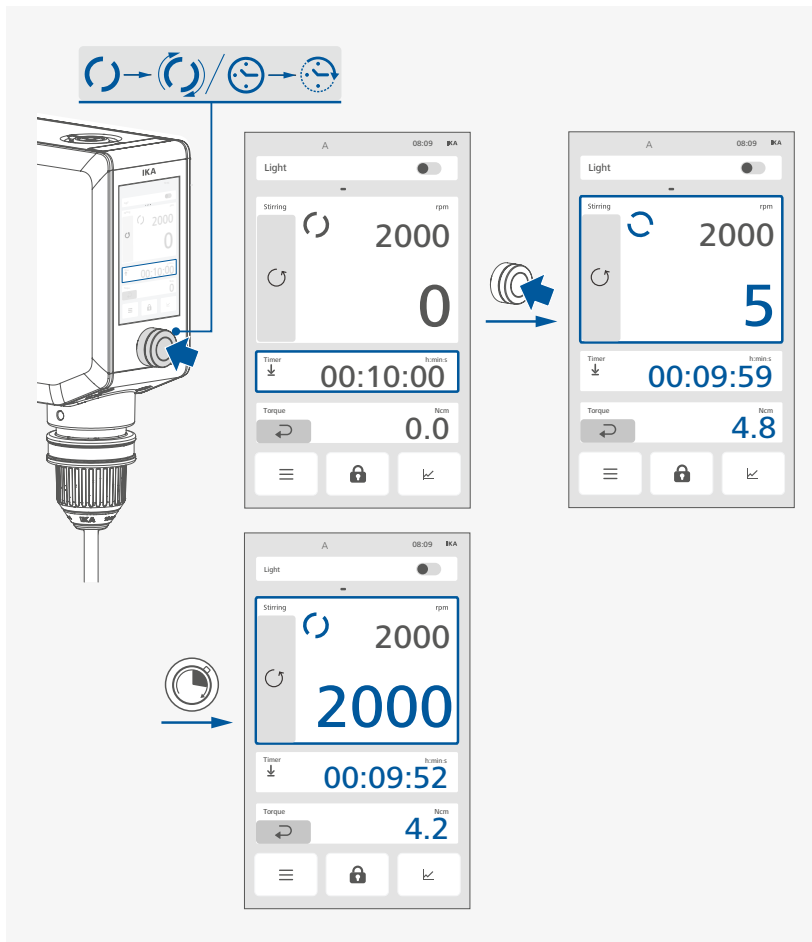 IKA
2000
0
00:10:00
0
IKA
A 08:09 IKA
Light
Stirring rpm
2000
0
Timer h:min:s
00:10:00
Torque Ncm
0.0
A 08:09 IKA
Light
Stirring rpm
2000
5
Timer h:min:s
00:09:59
Torque Ncm
4.8
A 08:09 IKA
Light
Stirring rpm
2000
2000
Timer h:min:s
00:09:52
Torque Ncm
4.2